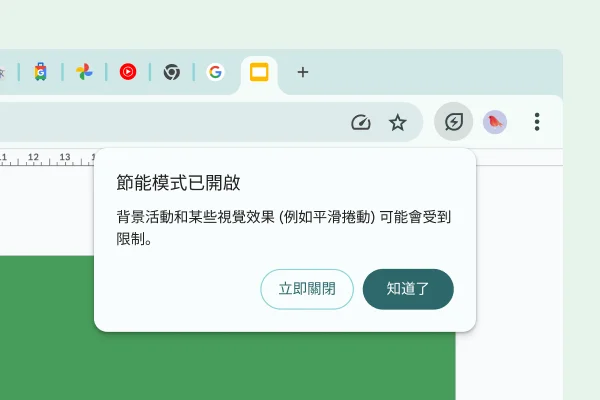 11 12 13
節能模式已開啟
背景活動和某些視覺效果 (例如平滑捲動) 可能會受到
限制。
立即關閉 知道了